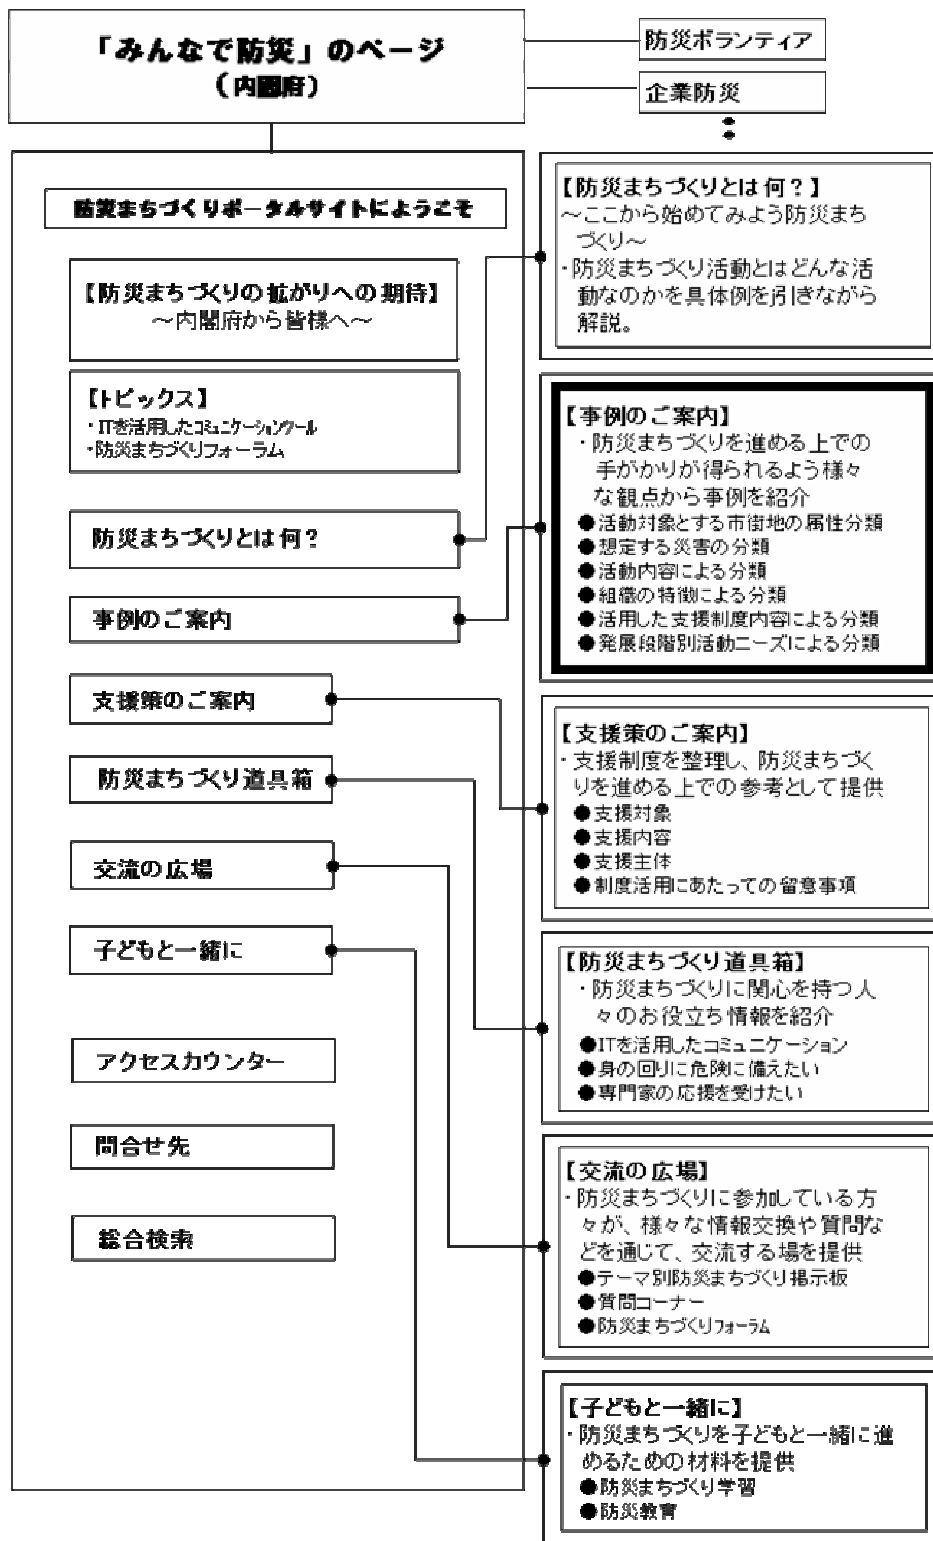 「みんなで防災」のページ
(内閣府)
防災ボランティア
企業防災
防災まちづくりポータルサイトにようこそ
【防災まちづくりの拡がりへの期待】
～内閣府から皆様へ～
【トピックス】
・ITを活用したコミュニケーションツール
・防災まちづくりフォーラム
防災まちづくりとは何?
事例のご案内
支援策のご案内
防災まちづくり道具箱
交流の広場
子どもと一緒に
アクセスカウンター
問合せ先
総合検索
【防災まちづくりとは何?】
～ここから始めてみよう防災まち
づくり～
・防災まちづくり活動とはどんな活
動なのかを具体例を引きながら
解説。
【事例のご案内】
・防災まちづくりを進める上での
手がかりが得られるよう様々
な観点から事例を紹介
●活動対象とする市街地の属性分類
●想定する災害の分類
●活動内容による分類
●組織の特徴による分類
●活用した支援制度内容による分類
●発展段階別活動ニーズによる分類
【支援策のご案内】
・支援制度を整理し、防災まちづく
りを進める上での参考として提供
●支援対象
●支援内容
●支援主体
●制度活用にあたっての留意事項
【防災まちづくり道具箱】
・防災まちづくりに関心を持つ人
々のお役立ち情報を紹介
●ITを活用したコミュニケーション
●身の回りに危険に備えたい
●専門家の応援を受けたい
【交流の広場】
・防災まちづくりに参加している方
々が、様々な情報交換や質問な
どを通じて、交流する場を提供
●テーマ別防災まちづくり掲示板
●質問コーナー
●防災まちづくりフォーラム
【子どもと一緒に】
・防災まちづくりを子どもと一緒に進
めるための材料を提供
●防災まちづくり学習
●防災教育